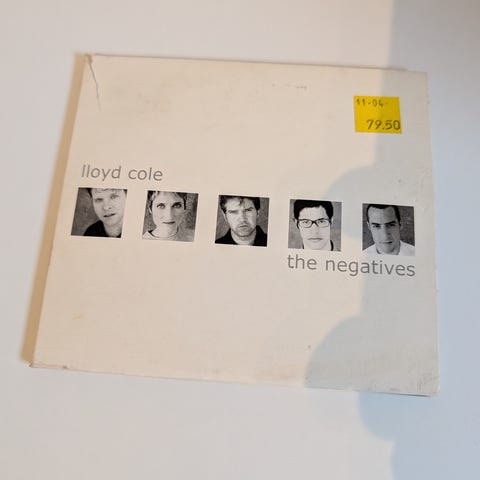 11-04-
79.50
lloyd cole
the negatives